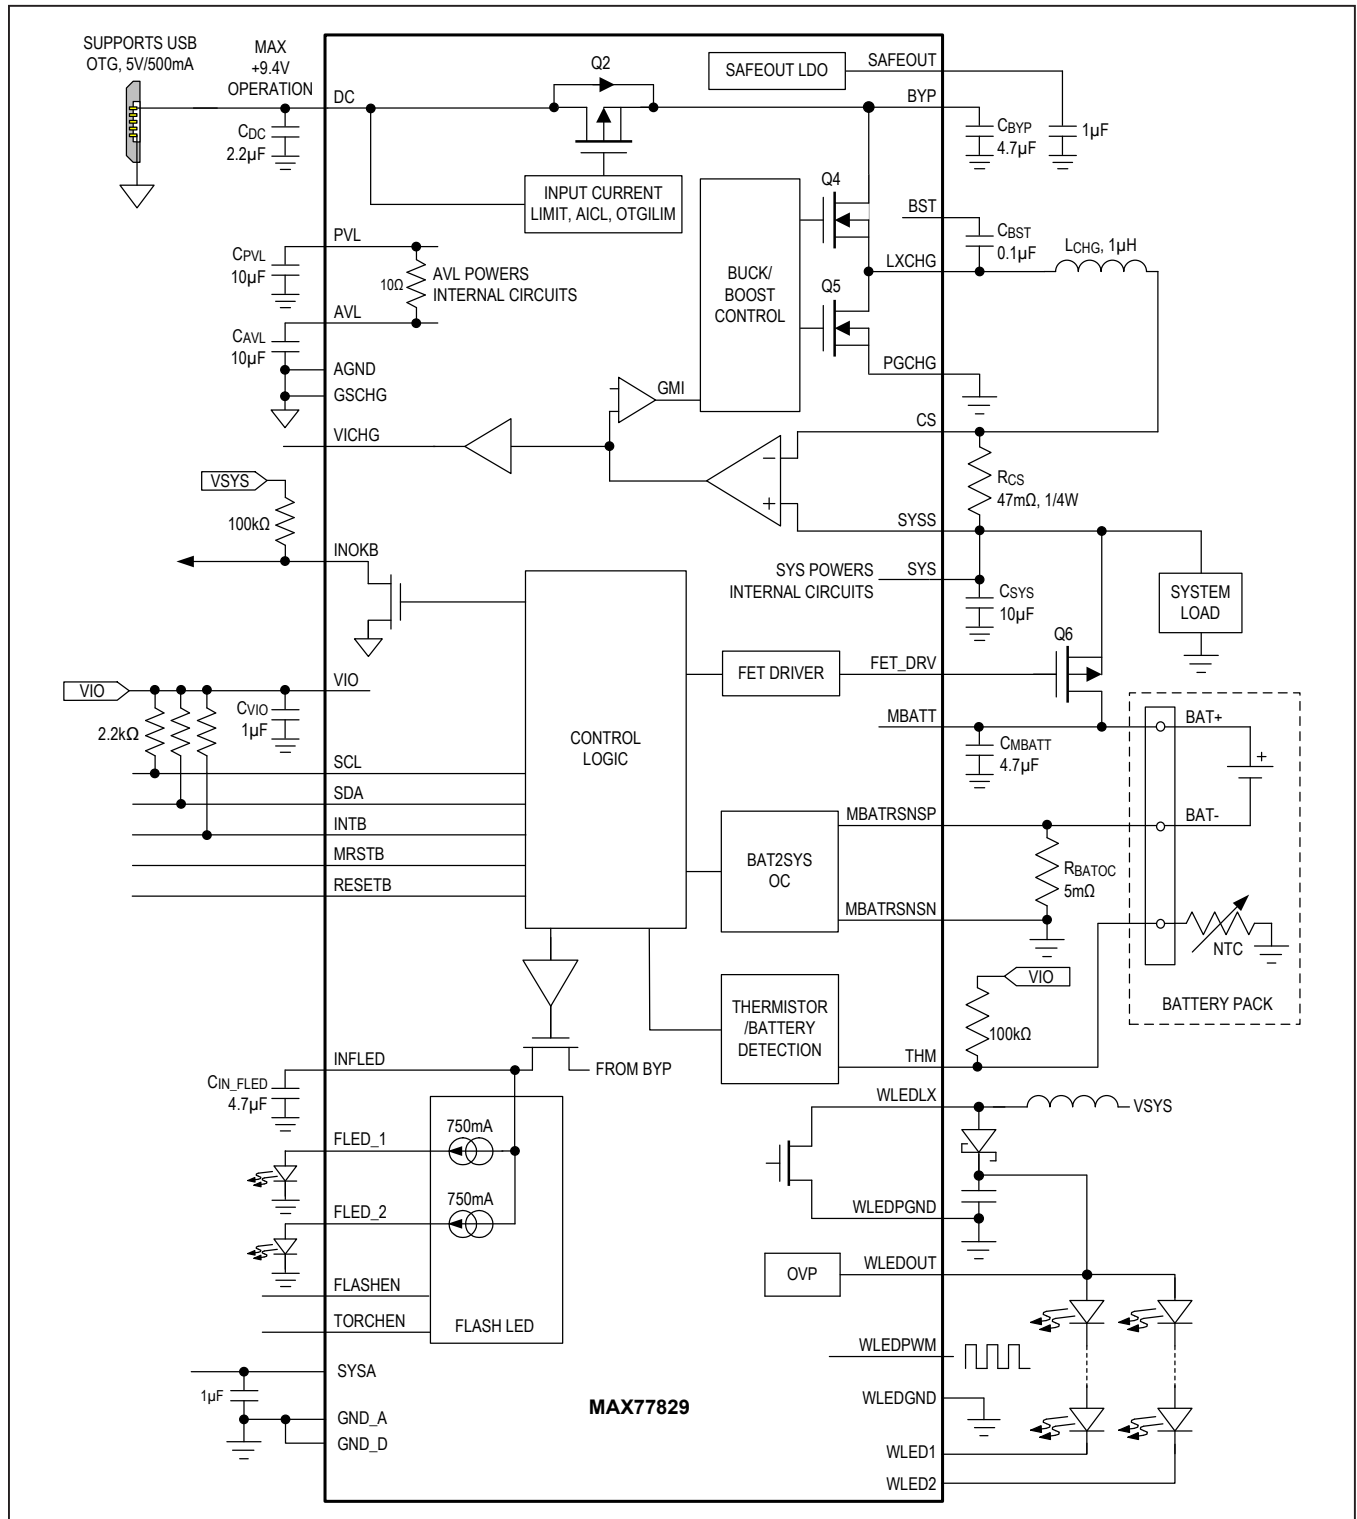 SUPPORTS USB
OTG, 5V/500mA
MAX
+9.4V
OPERATION
DC
CDC
2.2µF
Q2
INPUT CURRENT
LIMIT, AICL, OTGILIM
SAFEOUT LDO
SAFEOUT
BYP
CBYP
4.7µF
1µF
Q4
BST
CBST
0.1µF
LXCHG
LCHG, 1µH
BUCK/
BOOST
CONTROL
Q5
PGCHG
PVL
CPVL
10µF
10Ω
AVL POWERS
INTERNAL CIRCUITS
AVL
CAVL
10µF
AGND
GSCHG
GMI
VICHG
CS
−
+
RCS
47mΩ, 1/4W
SYSS
VSYS
100kΩ
INOKB
SYS POWERS
INTERNAL CIRCUITS
SYS
CSYS
10µF
SYSTEM
LOAD
Q6
FET DRIVER
FET_DRV
VIO
VIO
CVIO
1µF
2.2kΩ
CONTROL
LOGIC
MBATT
CMBATT
4.7µF
BAT+
+
BAT-
SCL
SDA
INTB
MRSTB
RESETB
BAT2SYS
OC
MBATRSNSP
RBATOC
5mΩ
MBATRSNSN
NTC
BATTERY PACK
VIO
100kΩ
THERMISTOR
/BATTERY
DETECTION
THM
INFLED
FROM BYP
CIN_FLED
4.7µF
FLED_1
750mA
FLED_2
750mA
FLASHEN
TORCHEN
FLASH LED
WLEDLX
VSYS
WLEDPGND
OVP
WLEDOUT
WLEDPWM
WLEDGND
WLED1
WLED2
SYSA
1µF
GND_A
GND_D
MAX77829